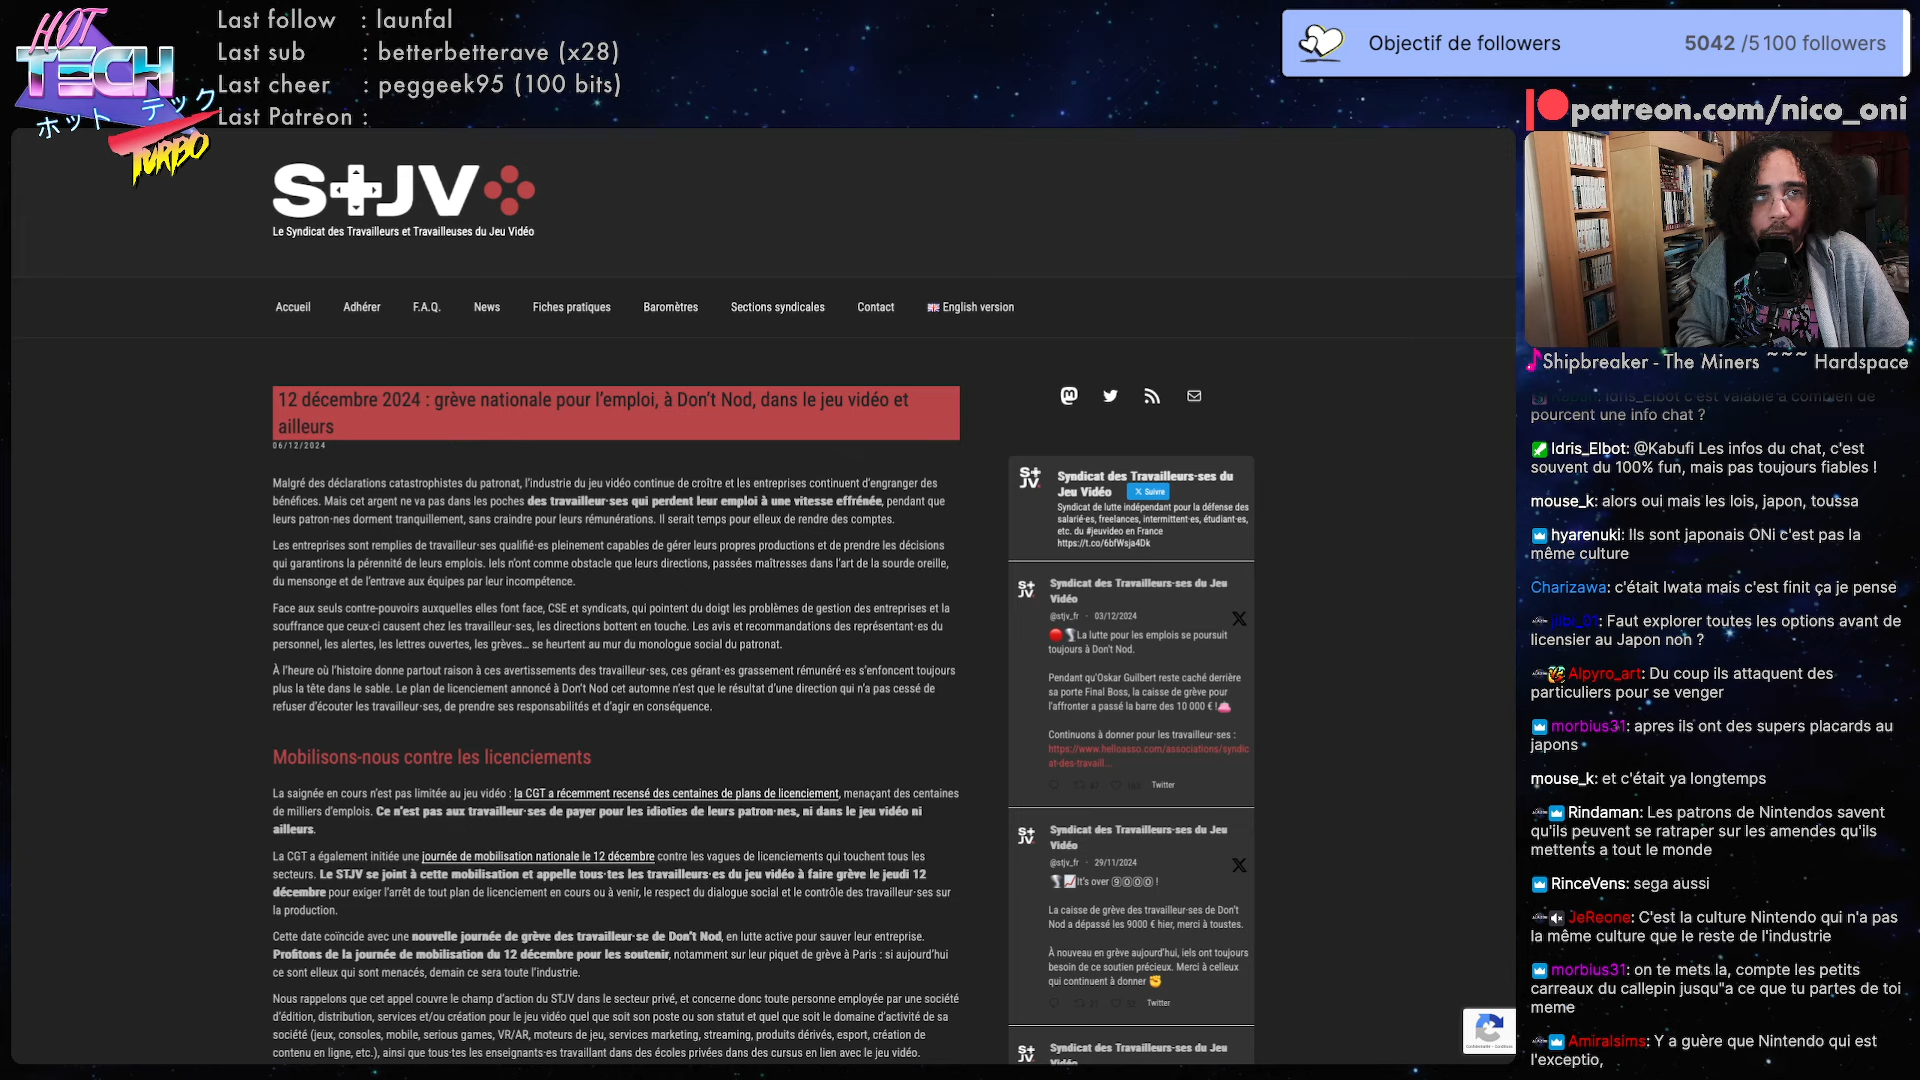 HOT
TECH
ホットテック
TURBO
Last follow : launfal
Last sub : betterbetterave (x28)
Last cheer : peggeek95 (100 bits)
Last Patreon :
Objectif de followers 5042 /5 100 followers
patreon.com/nico_oni
STJV
Le Syndicat des Travailleurs et Travailleuses du Jeu Vidéo
Accueil Adhérer F.A.Q. News Fiches pratiques Baromètres Sections syndicales Contact English version
12 décembre 2024 : grève nationale pour l'emploi, à Don't Nod, dans le jeu vidéo et
ailleurs
06/12/2024
Malgré des déclarations catastrophistes du patronat, l'industrie du jeu vidéo continue de croître et les entreprises continuent d'engranger des
bénéfices. Mais cet argent ne va pas dans les poches des travailleur·ses qui perdent leur emploi à une vitesse effrénée, pendant que
leurs patron·nes dorment tranquillement, sans craindre pour leurs rémunérations. Il serait temps pour elleux de rendre des comptes.
Les entreprises sont remplies de travailleur·ses qualifié·es pleinement capables de gérer leurs propres productions et de prendre les décisions
qui garantirons la pérennité de leurs emplois. Iels n'ont comme obstacle que leurs directions, passées maîtresses dans l'art de la sourde oreille,
du mensonge et de l'entrave aux équipes par leur incompétence.
Face aux seuls contre-pouvoirs auxquelles elles font face, CSE et syndicats, qui pointent du doigt les problèmes de gestion des entreprises et la
souffrance que ceux-ci causent chez les travailleur·ses, les directions bottent en touche. Les avis et recommandations des représentant·es du
personnel, les alertes, les lettres ouvertes, les grèves... se heurtent au mur du monologue social du patronat.
À l'heure où l'histoire donne partout raison à ces avertissements des travailleur·ses, ces gérant·es grassement rémunéré·es s'enfoncent toujours
plus la tête dans le sable. Le plan de licenciement annoncé à Don't Nod cet automne n'est que le résultat d'une direction qui n'a pas cessé de
refuser d'écouter les travailleur·ses, de prendre ses responsabilités et d'agir en conséquence.
Mobilisons-nous contre les licenciements
La saignée en cours n'est pas limitée au jeu vidéo : la CGT a récemment recensé des centaines de plans de licenciement, menaçant des centaines
de milliers d'emplois. Ce n'est pas aux travailleur·ses de payer pour les idioties de leurs patron·nes, ni dans le jeu vidéo ni
ailleurs.
La CGT a également initiée une journée de mobilisation nationale le 12 décembre contre les vagues de licenciements qui touchent tous les
secteurs. Le STJV se joint à cette mobilisation et appelle tous·tes les travailleurs·es du jeu vidéo à faire grève le jeudi 12
décembre pour exiger l'arrêt de tout plan de licenciement en cours ou à venir, le respect du dialogue social et le contrôle des travailleur·ses sur
la production.
Cette date coïncide avec une nouvelle journée de grève des travailleur·se de Don't Nod, en lutte active pour sauver leur entreprise.
Profitons de la journée de mobilisation du 12 décembre pour les soutenir, notamment sur leur piquet de grève à Paris : si aujourd'hui
ce sont elleux qui sont menacés, demain ce sera toute l'industrie.
Nous rappelons que cet appel couvre le champ d'action du STJV dans le secteur privé, et concerne donc toute personne employée par une société
d'édition, distribution, services et/ou création pour le jeu vidéo quel que soit son poste ou son statut et quel que soit le domaine d'activité de sa
société (jeux, consoles, mobile, serious games, VR/AR, moteurs de jeu, services marketing, streaming, produits dérivés, esport, création de
contenu en ligne, etc.), ainsi que tous·tes les enseignants·es travaillant dans des écoles privées dans des cursus en lien avec le jeu vidéo.
Syndicat des Travailleurs·ses du
Jeu Vidéo X Suivre
Syndicat de lutte indépendant pour la défense des
salarié·es, freelances, intermittent·es, étudiant·es,
etc. du #jeuvideo en France
https://t.co/6bfWsja4Dk
Syndicat des Travailleurs·ses du Jeu
Vidéo
@stjv_fr · 03/12/2024
🔴🌪️La lutte pour les emplois se poursuit
toujours à Don't Nod.
Pendant qu'Oskar Guilbert reste caché derrière
sa porte Final Boss, la caisse de grève pour
l'affronter a passé la barre des 10 000 € !👛
Continuons à donner pour les travailleur·ses :
https://www.helloasso.com/associations/syndic
at-des-travaill...
Twitter
Syndicat des Travailleurs·ses du Jeu
Vidéo
@stjv_fr · 29/11/2024
🌪️📈It's over ⑨⓪⓪⓪ !
La caisse de grève des travailleur·ses de Don't
Nod a dépassé les 9000 € hier, merci à toustes.
À nouveau en grève aujourd'hui, iels ont toujours
besoin de ce soutien précieux. Merci à celleux
qui continuent à donner ✊
Twitter
Syndicat des Travailleurs·ses du Jeu
Vidéo
Shipbreaker - The Miners ~~~ Hardspace
Kabufi: Idris_Elbot c'est valable à combien de
pourcent une info chat ?
Idris_Elbot: @Kabufi Les infos du chat, c'est
souvent du 100% fun, mais pas toujours fiables !
mouse_k: alors oui mais les lois, japon, toussa
hyarenuki: Ils sont japonais ONi c'est pas la
même culture
Charizawa: c'était Iwata mais c'est finit ça je pense
jibi_01: Faut explorer toutes les options avant de
licensier au Japon non ?
Alpyro_art: Du coup ils attaquent des
particuliers pour se venger
morbius31: apres ils ont des supers placards au
japons
mouse_k: et c'était ya longtemps
Rindaman: Les patrons de Nintendos savent
qu'ils peuvent se ratraper sur les amendes qu'ils
mettents a tout le monde
RinceVens: sega aussi
JeReone: C'est la culture Nintendo qui n'a pas
la même culture que le reste de l'industrie
morbius31: on te mets la, compte les petits
carreaux du callepin jusqu"a ce que tu partes de toi
meme
Amiralsims: Y a guère que Nintendo qui est
l'exceptio,